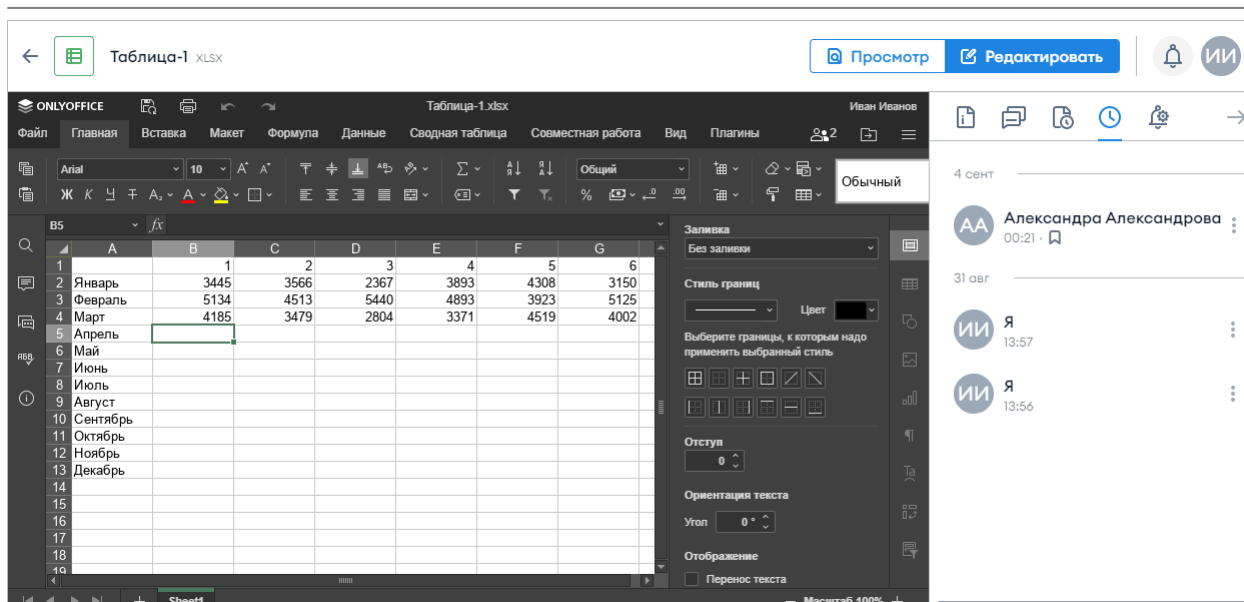 Таблица-1 XLSX
Просмотр
Редактировать
ИИ
ONLYOFFICE
Таблица-1.xlsx
Иван Иванов
Файл Главная Вставка Макет Формула Данные Сводная таблица Совместная работа Вид Плагины
2
Arial 10 Общий
Обычный
Ж К Ч Т
B5
fx
A B C D E F G
1 1 2 3 4 5 6
2 Январь 3445 3566 2367 3893 4308 3150
3 Февраль 5134 4513 5440 4893 3923 5125
4 Март 4185 3479 2804 3371 4519 4002
5 Апрель
6 Май
7 Июнь
8 Июль
9 Август
10 Сентябрь
11 Октябрь
12 Ноябрь
13 Декабрь
14
15
16
17
18
19
Sheet1
Заливка
Без заливки
Стиль границ
Цвет
Выберите границы, к которым надо
применить выбранный стиль
Отступ
0
Ориентация текста
Угол 0 °
Отображение
Перенос текста
Масштаб 100%
4 сент
АА
Александра Александрова
00:21
31 авг
ИИ
Я
13:57
ИИ
Я
13:56